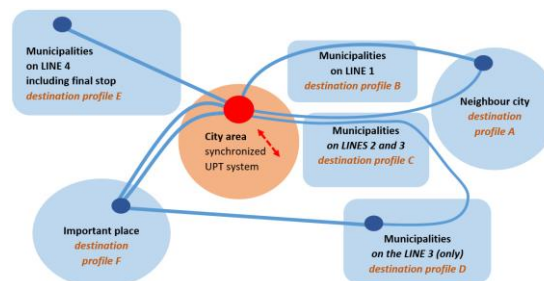 Municipalities
on LINE 4
including final stop
destination profile E
Municipalities
on LINE 1
destination profile B
Neighbour city
destination
profile A
City area
synchronized
UPT system
Municipalities
on LINES 2 and 3
destination profile C
Important place
destination
profile F
Municipalities
on the LINE 3 (only)
destination profile D